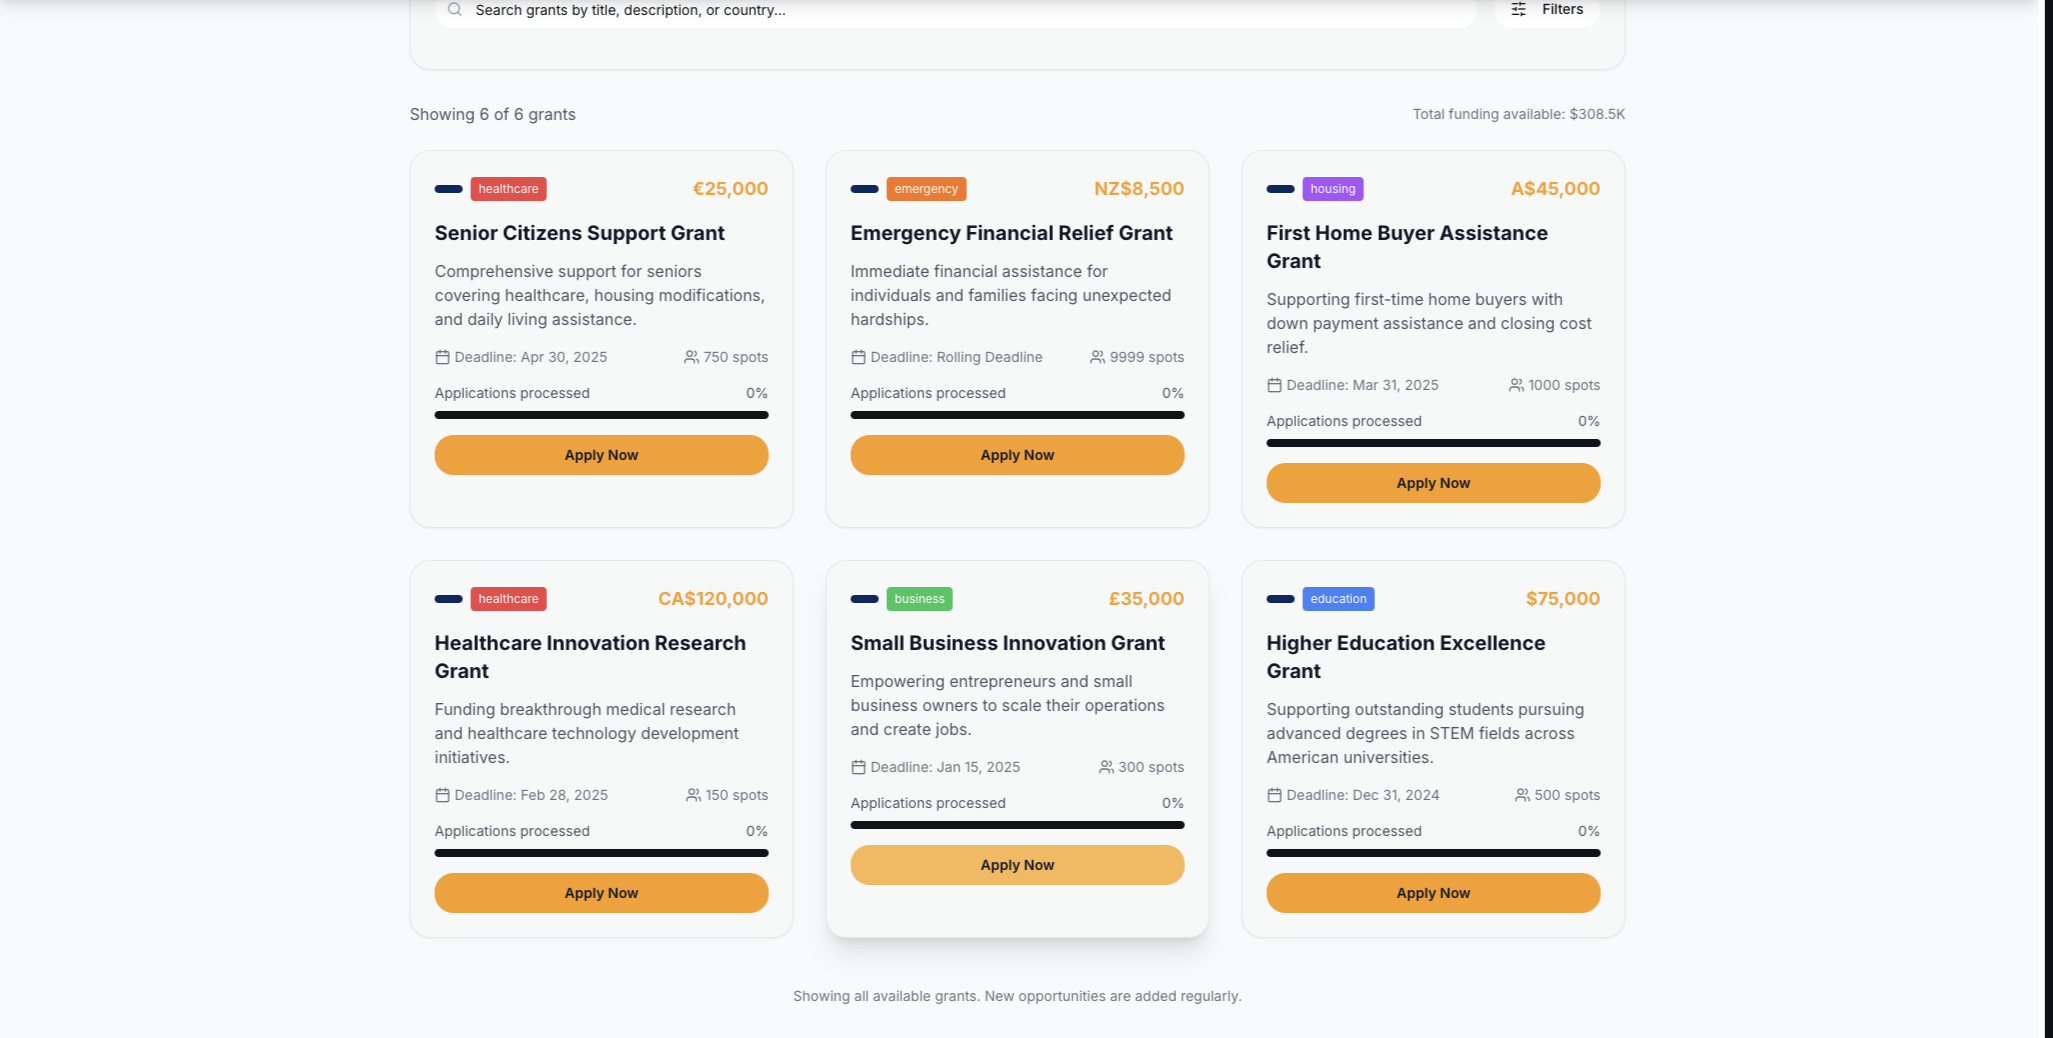 Search grants by title, description, or country...
Filters
Showing 6 of 6 grants
Total funding available: $308.5K
healthcare
€25,000
Senior Citizens Support Grant
Comprehensive support for seniors
covering healthcare, housing modifications,
and daily living assistance.
Deadline: Apr 30, 2025
750 spots
Applications processed
0%
Apply Now
emergency
NZ$8,500
Emergency Financial Relief Grant
Immediate financial assistance for
individuals and families facing unexpected
hardships.
Deadline: Rolling Deadline
9999 spots
Applications processed
0%
Apply Now
housing
A$45,000
First Home Buyer Assistance
Grant
Supporting first-time home buyers with
down payment assistance and closing cost
relief.
Deadline: Mar 31, 2025
1000 spots
Applications processed
0%
Apply Now
healthcare
CA$120,000
Healthcare Innovation Research
Grant
Funding breakthrough medical research
and healthcare technology development
initiatives.
Deadline: Feb 28, 2025
150 spots
Applications processed
0%
Apply Now
business
£35,000
Small Business Innovation Grant
Empowering entrepreneurs and small
business owners to scale their operations
and create jobs.
Deadline: Jan 15, 2025
300 spots
Applications processed
0%
Apply Now
education
$75,000
Higher Education Excellence
Grant
Supporting outstanding students pursuing
advanced degrees in STEM fields across
American universities.
Deadline: Dec 31, 2024
500 spots
Applications processed
0%
Apply Now
Showing all available grants. New opportunities are added regularly.